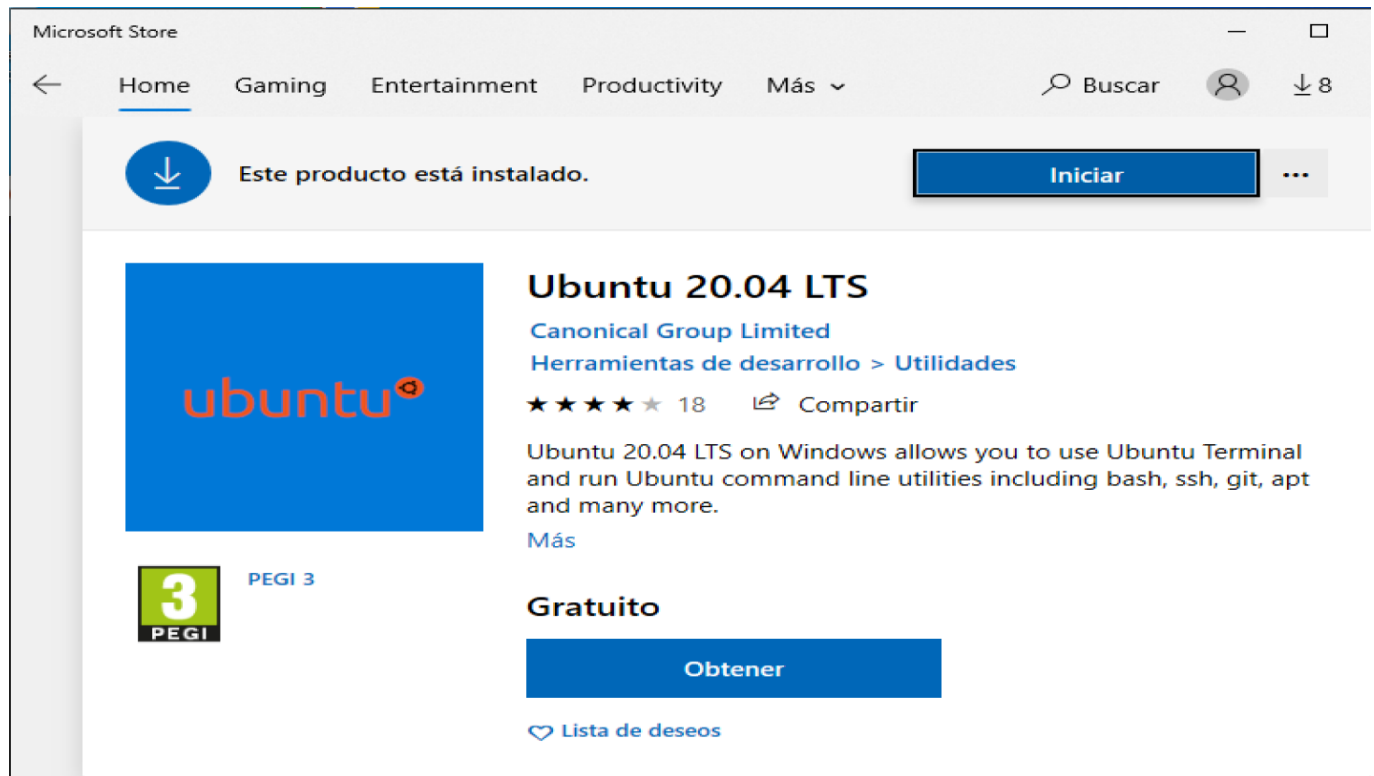 Microsoft Store
Home Gaming Entertainment Productivity Más Buscar 8
Este producto está instalado. Iniciar ...
Ubuntu 20.04 LTS
Canonical Group Limited
Herramientas de desarrollo > Utilidades
ubuntu
18 Compartir
Ubuntu 20.04 LTS on Windows allows you to use Ubuntu Terminal
and run Ubuntu command line utilities including bash, ssh, git, apt
and many more.
Más
3
PEGI
PEGI 3
Gratuito
Obtener
Lista de deseos